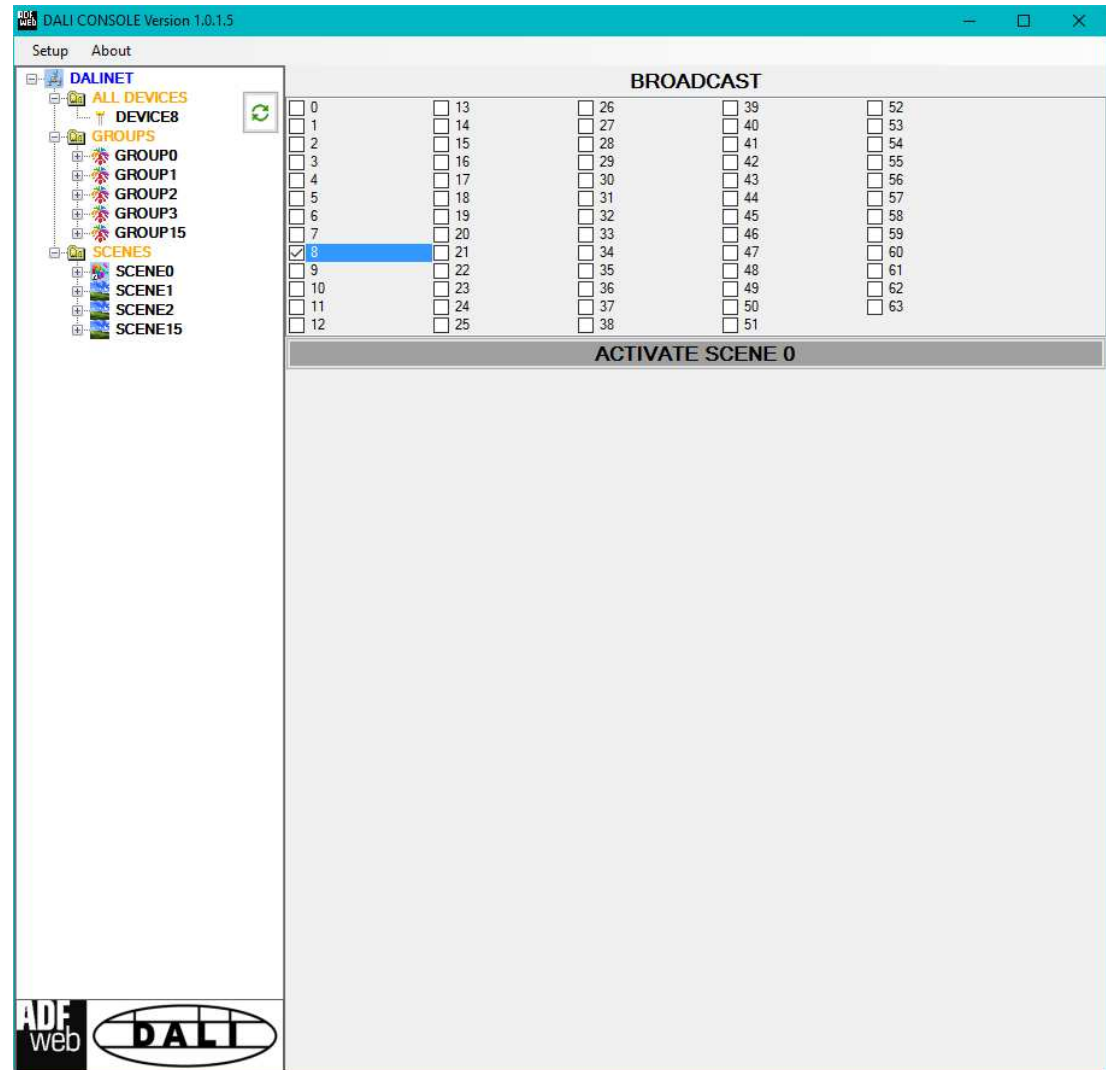 DALI CONSOLE Version 1.0.1.5
Setup About
DALINET
ALL DEVICES
DEVICE8
GROUPS
GROUP0
GROUP1
GROUP2
GROUP3
GROUP15
SCENES
SCENE0
SCENE1
SCENE2
SCENE15
BROADCAST
0 13 26 39 52
1 14 27 40 53
2 15 28 41 54
3 16 29 42 55
4 17 30 43 56
5 18 31 44 57
6 19 32 45 58
7 20 33 46 59
8 21 34 47 60
9 22 35 48 61
10 23 36 49 62
11 24 37 50 63
12 25 38 51
ACTIVATE SCENE 0
ADF
web
DALI